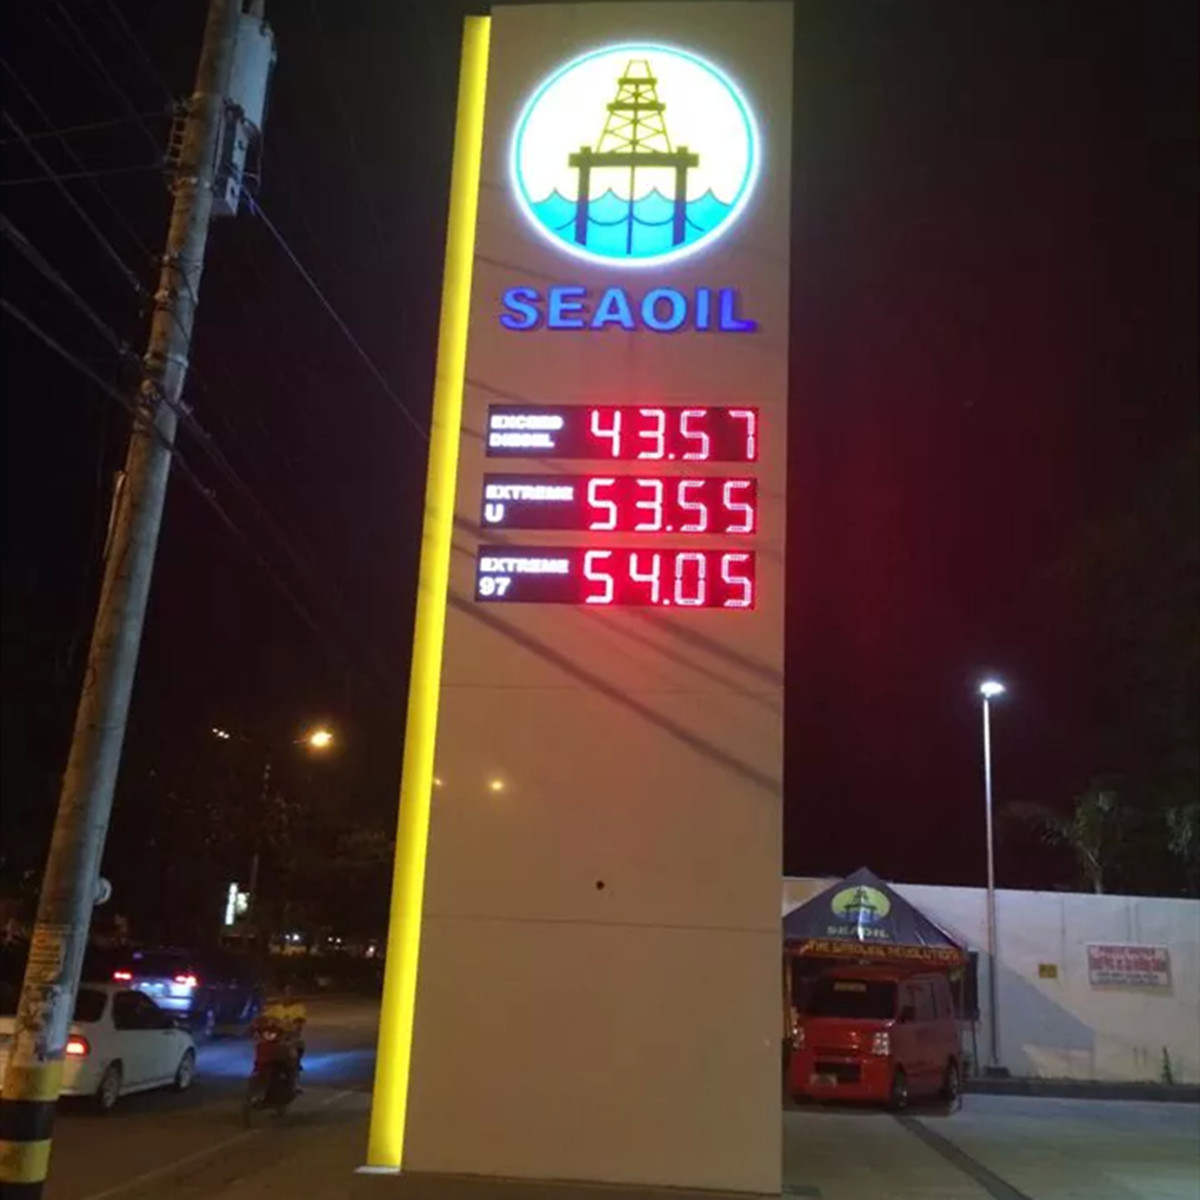 SEAOIL
EXCEED
DIESEL
43.57
EXTREME
U
53.55
EXTREME
97
54.05
SEAOIL